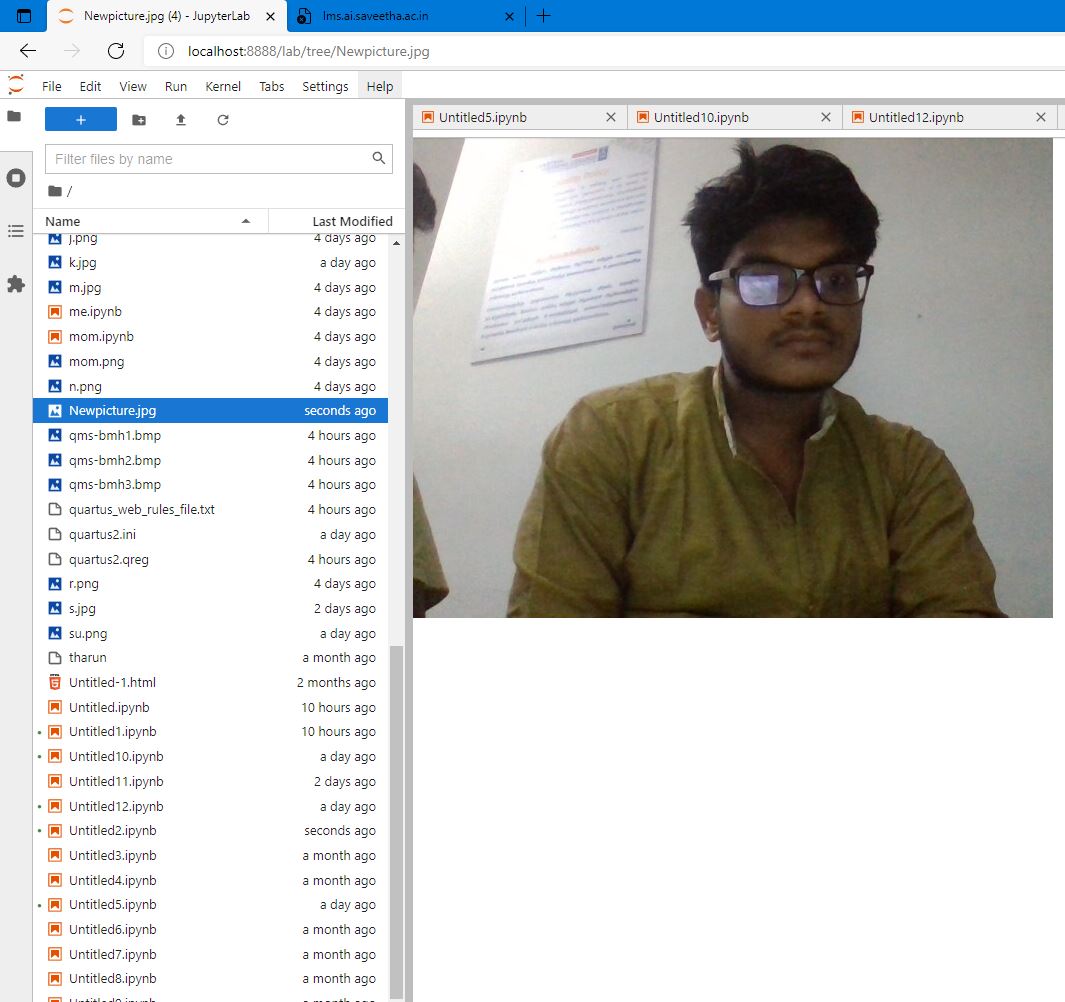 Newpicture.jpg (4) - JupyterLab
lms.ai.saveetha.ac.in
localhost:8888/lab/tree/Newpicture.jpg
File Edit View Run Kernel Tabs Settings Help
Untitled5.ipynb Untitled10.ipynb Untitled12.ipynb
Filter files by name
/
Name Last Modified
j.png 4 days ago
k.jpg a day ago
m.jpg 4 days ago
me.ipynb 4 days ago
mom.ipynb 4 days ago
mom.png 4 days ago
n.png 4 days ago
Newpicture.jpg seconds ago
qms-bmh1.bmp 4 hours ago
qms-bmh2.bmp 4 hours ago
qms-bmh3.bmp 4 hours ago
quartus_web_rules_file.txt 4 hours ago
quartus2.ini a day ago
quartus2.qreg 4 hours ago
r.png 4 days ago
s.jpg 2 days ago
su.png a day ago
tharun a month ago
Untitled-1.html 2 months ago
Untitled.ipynb 10 hours ago
Untitled1.ipynb 10 hours ago
Untitled10.ipynb a day ago
Untitled11.ipynb 2 days ago
Untitled12.ipynb a day ago
Untitled2.ipynb seconds ago
Untitled3.ipynb a month ago
Untitled4.ipynb a month ago
Untitled5.ipynb a day ago
Untitled6.ipynb a month ago
Untitled7.ipynb a month ago
Untitled8.ipynb a month ago
Untitled9.ipynb a month ago